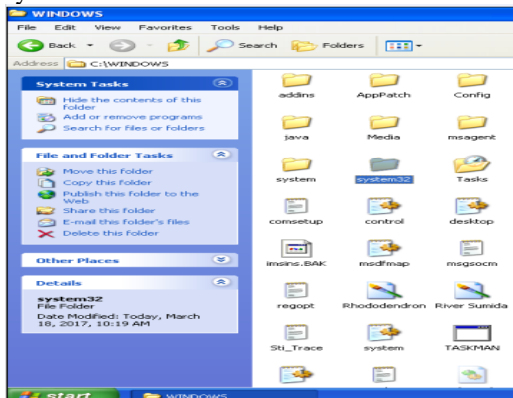 WINDOWS
File Edit View Favorites Tools Help
Back Search Folders
Address C:\WINDOWS
System Tasks
Hide the contents of this
folder
Add or remove programs
Search for files or folders
File and Folder Tasks
Move this folder
Copy this folder
Publish this folder to the
Web
Share this folder
E-mail this folder's files
Delete this folder
Other Places
Details
system32
File Folder
Date Modified: Today, March
18, 2017, 10:19 AM
addins AppPatch Config
java Media msagent
system system32 Tasks
comsetup control desktop
imsins.BAK msdfmap msgsocm
regopt Rhododendron River Sumida
Sti_Trace system TASKMAN
start WINDOWS